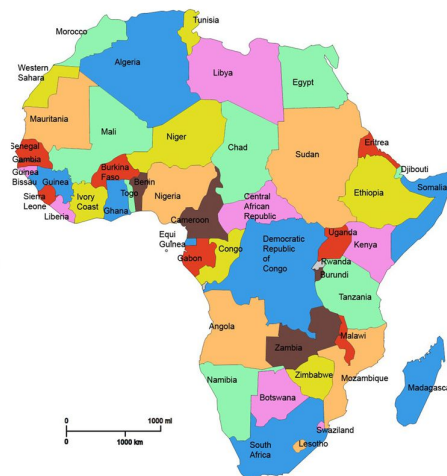 Tunisia
Morocco
Algeria
Libya
Egypt
Western
Sahara
Mauritania
Mali
Niger
Chad
Sudan
Eritrea
Senegal
Gambia
Guinea
Bissau
Guinea
Sierra
Leone
Liberia
Ivory
Coast
Burkina
Faso
Ghana
Togo
Benin
Nigeria
Cameroon
Central
African
Republic
Djibouti
Somalia
Ethiopia
Equi
Guinea
Gabon
Congo
Democratic
Republic
of
Congo
Uganda
Kenya
Rwanda
Burundi
Tanzania
Angola
Zambia
Malawi
Mozambique
Zimbabwe
Namibia
Botswana
Madagasca
Swaziland
Lesotho
South
Africa
0 1000 ml
0 1000 km